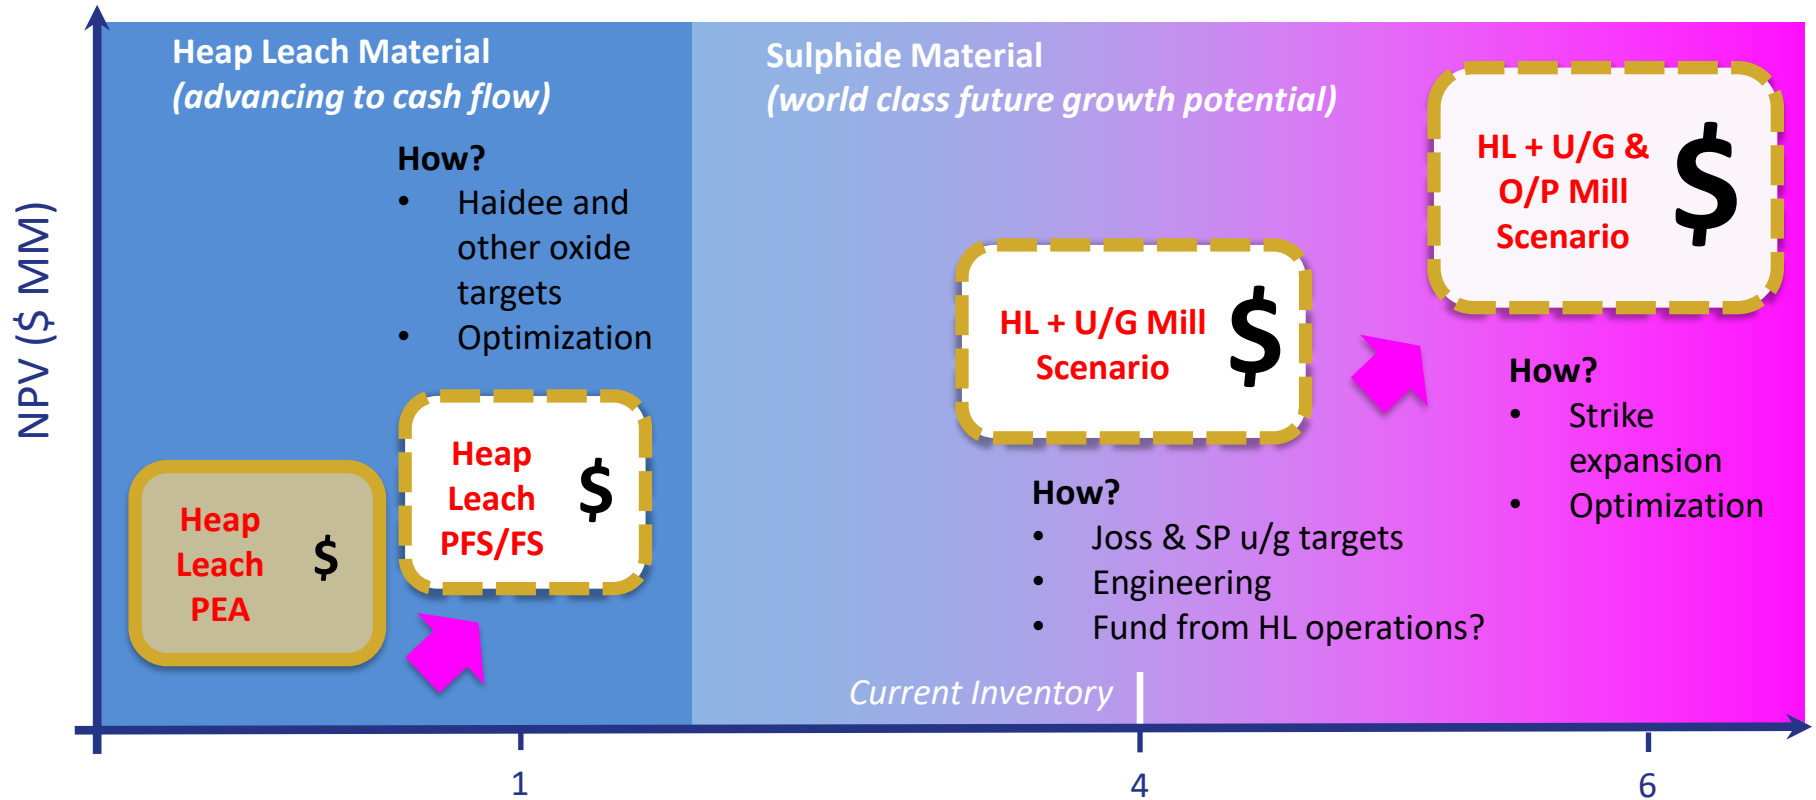 NPV ($ MM)
Heap Leach Material
(advancing to cash flow)
How?
• Haidee and
other oxide
targets
• Optimization
Heap
Leach
PEA
$
Heap
Leach
PFS/FS
$
Sulphide Material
(world class future growth potential)
HL + U/G Mill
Scenario
$
How?
• Joss & SP u/g targets
• Engineering
• Fund from HL operations?
HL + U/G &
O/P Mill
Scenario
$
How?
• Strike
expansion
• Optimization
Current Inventory
1
4
6